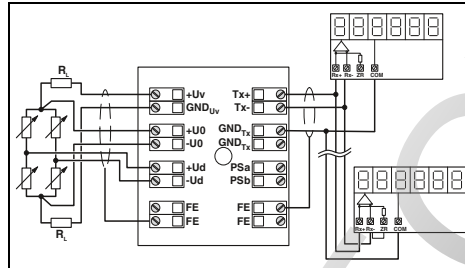 RL
+Uv
GNDUv
+U0
-U0
+Ud
-Ud
FE
FE
RL
Tx+
Tx-
GNDTx
GNDTx
PSa
PSb
FE
FE
Rx+ Rx- ZR COM
Rx+ Rx- ZR COM